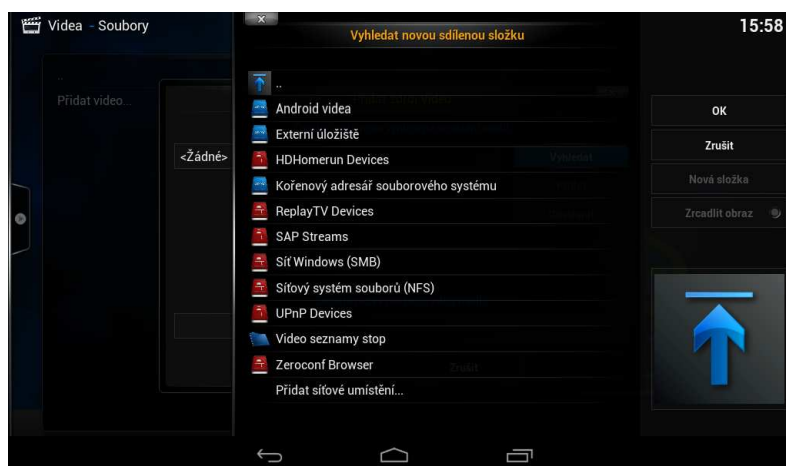 Videa - Soubory
x
Vyhledat novou sdílenou složku
15:58
..
Přidat video...
<Žádné>
..
Android videa
Externí úložiště
HDHomerun Devices
Kořenový adresář souborového systému
ReplayTV Devices
SAP Streams
Síť Windows (SMB)
Síťový systém souborů (NFS)
UPnP Devices
Video seznamy stop
Zeroconf Browser
Přidat síťové umístění...
Vyhledat
Zrušit
OK
Zrušit
Nová složka
Zrcadlit obraz